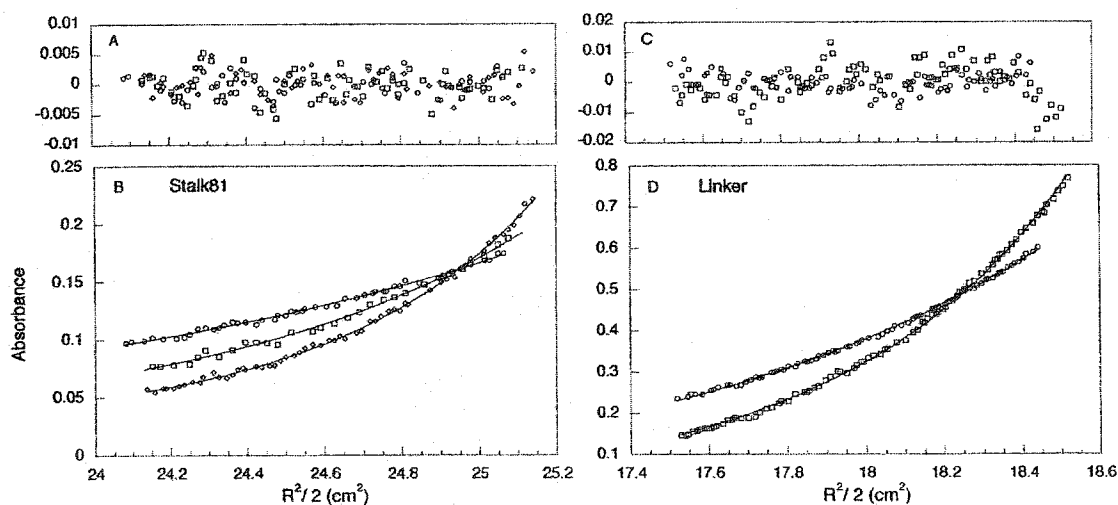 A
0.01
0.005
0
-0.005
-0.01
C
0.02
0.01
0
-0.01
-0.02
B Stalk81
0.25
0.2
0.15
0.1
0.05
0
Absorbance
24 24.2 24.4 24.6 24.8 25 25.2
R²/ 2 (cm²)
D Linker
0.8
0.7
0.6
0.5
0.4
0.3
0.2
0.1
17.4 17.6 17.8 18 18.2 18.4 18.6
R²/ 2 (cm²)